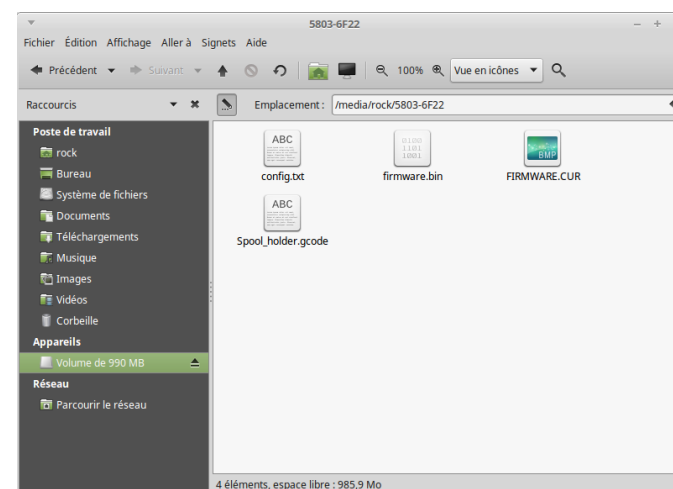 5803-6F22
Fichier Édition Affichage Aller à Signets Aide
Précédent Suivant 100% Vue en icônes
Raccourcis Emplacement : /media/rock/5803-6F22
Poste de travail
rock
Bureau
Système de fichiers
Documents
Téléchargements
Musique
Images
Vidéos
Corbeille
Appareils
Volume de 990 MB
Réseau
Parcourir le réseau
ABC
0100
1101
1001
BMP
config.txt firmware.bin FIRMWARE.CUR
ABC
Spool_holder.gcode
4 éléments, espace libre : 985,9 Mo